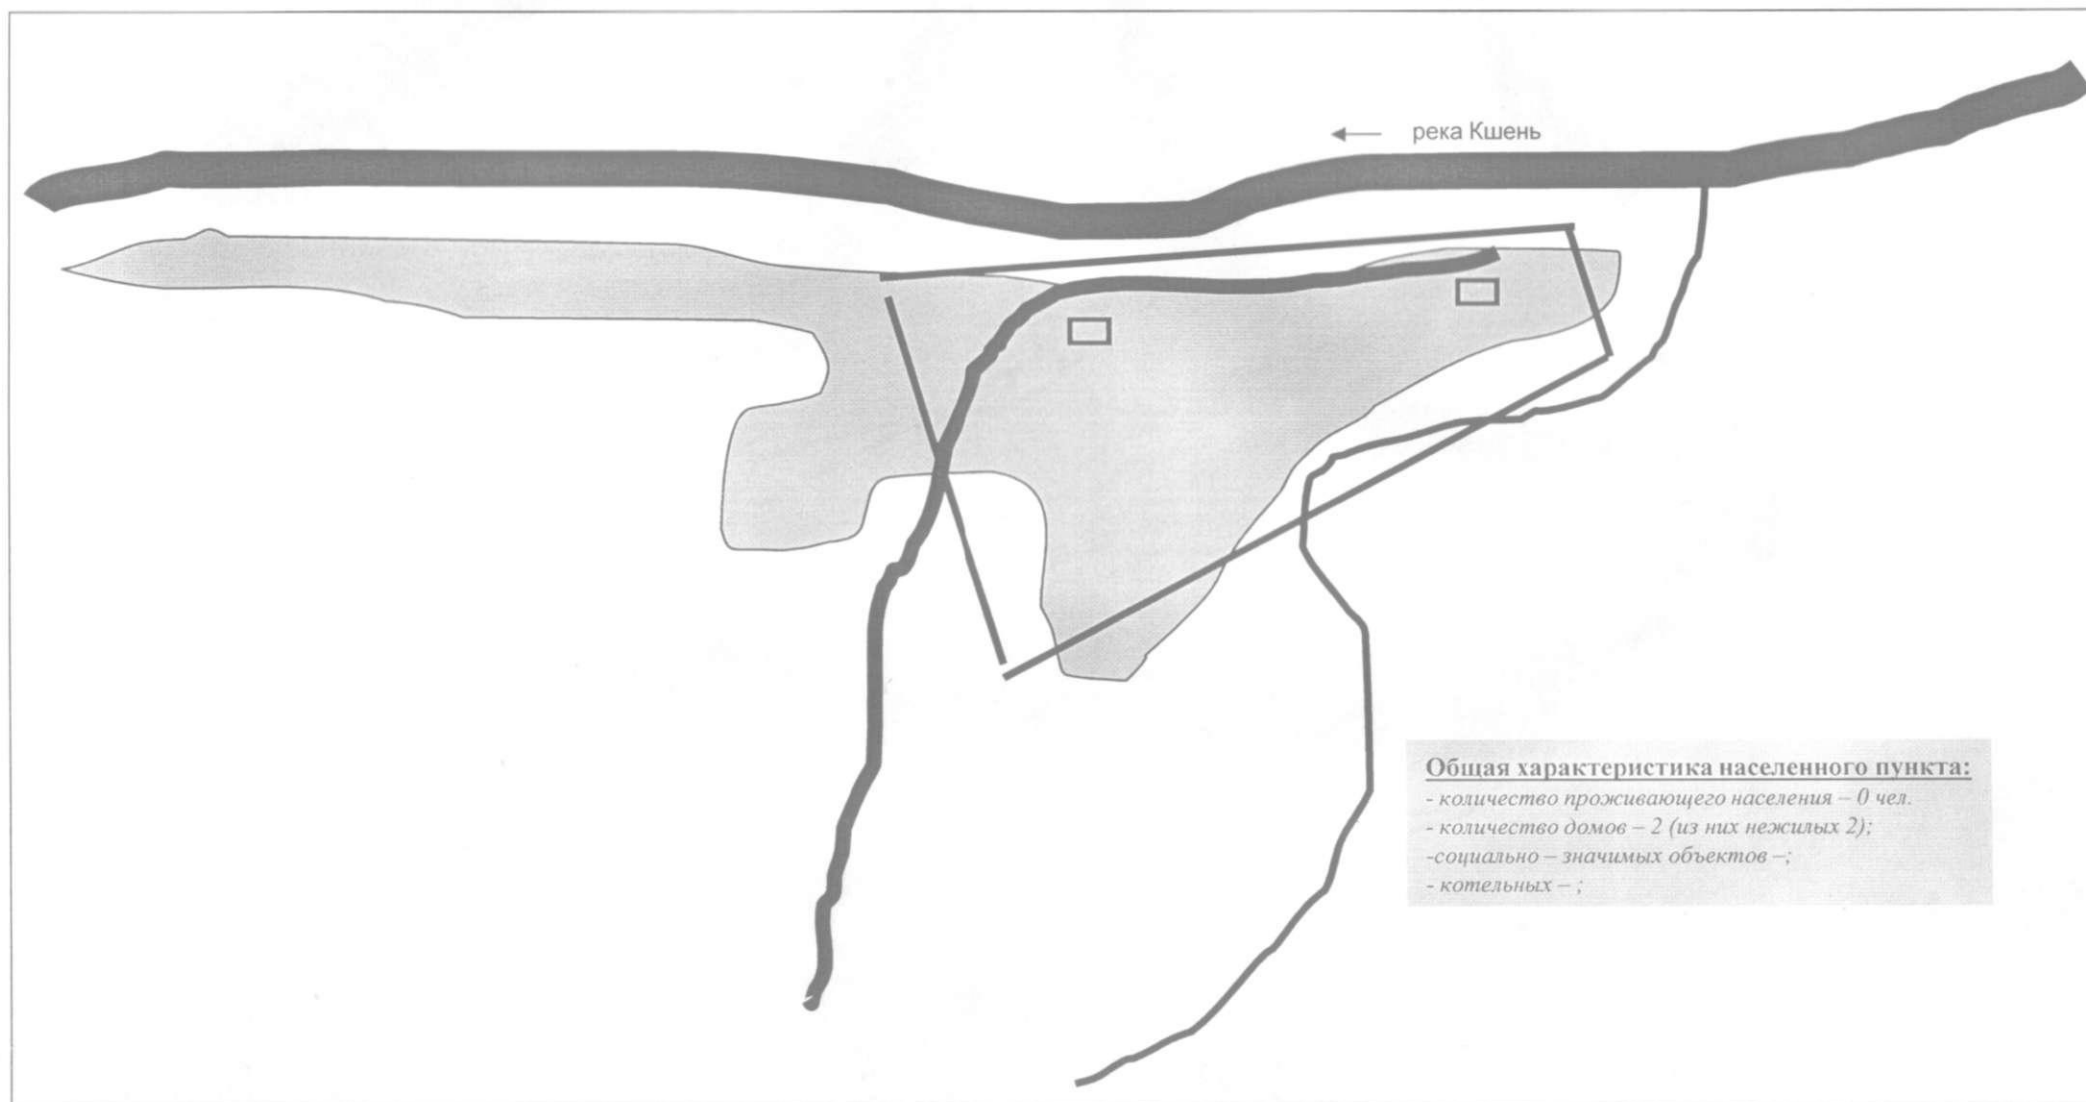 река Кшень
Общая характеристика населенного пункта:
- количество проживающего населения – 0 чел.
- количество домов – 2 (из них нежилых 2);
-социально – значимых объектов –;
- котельных – ;